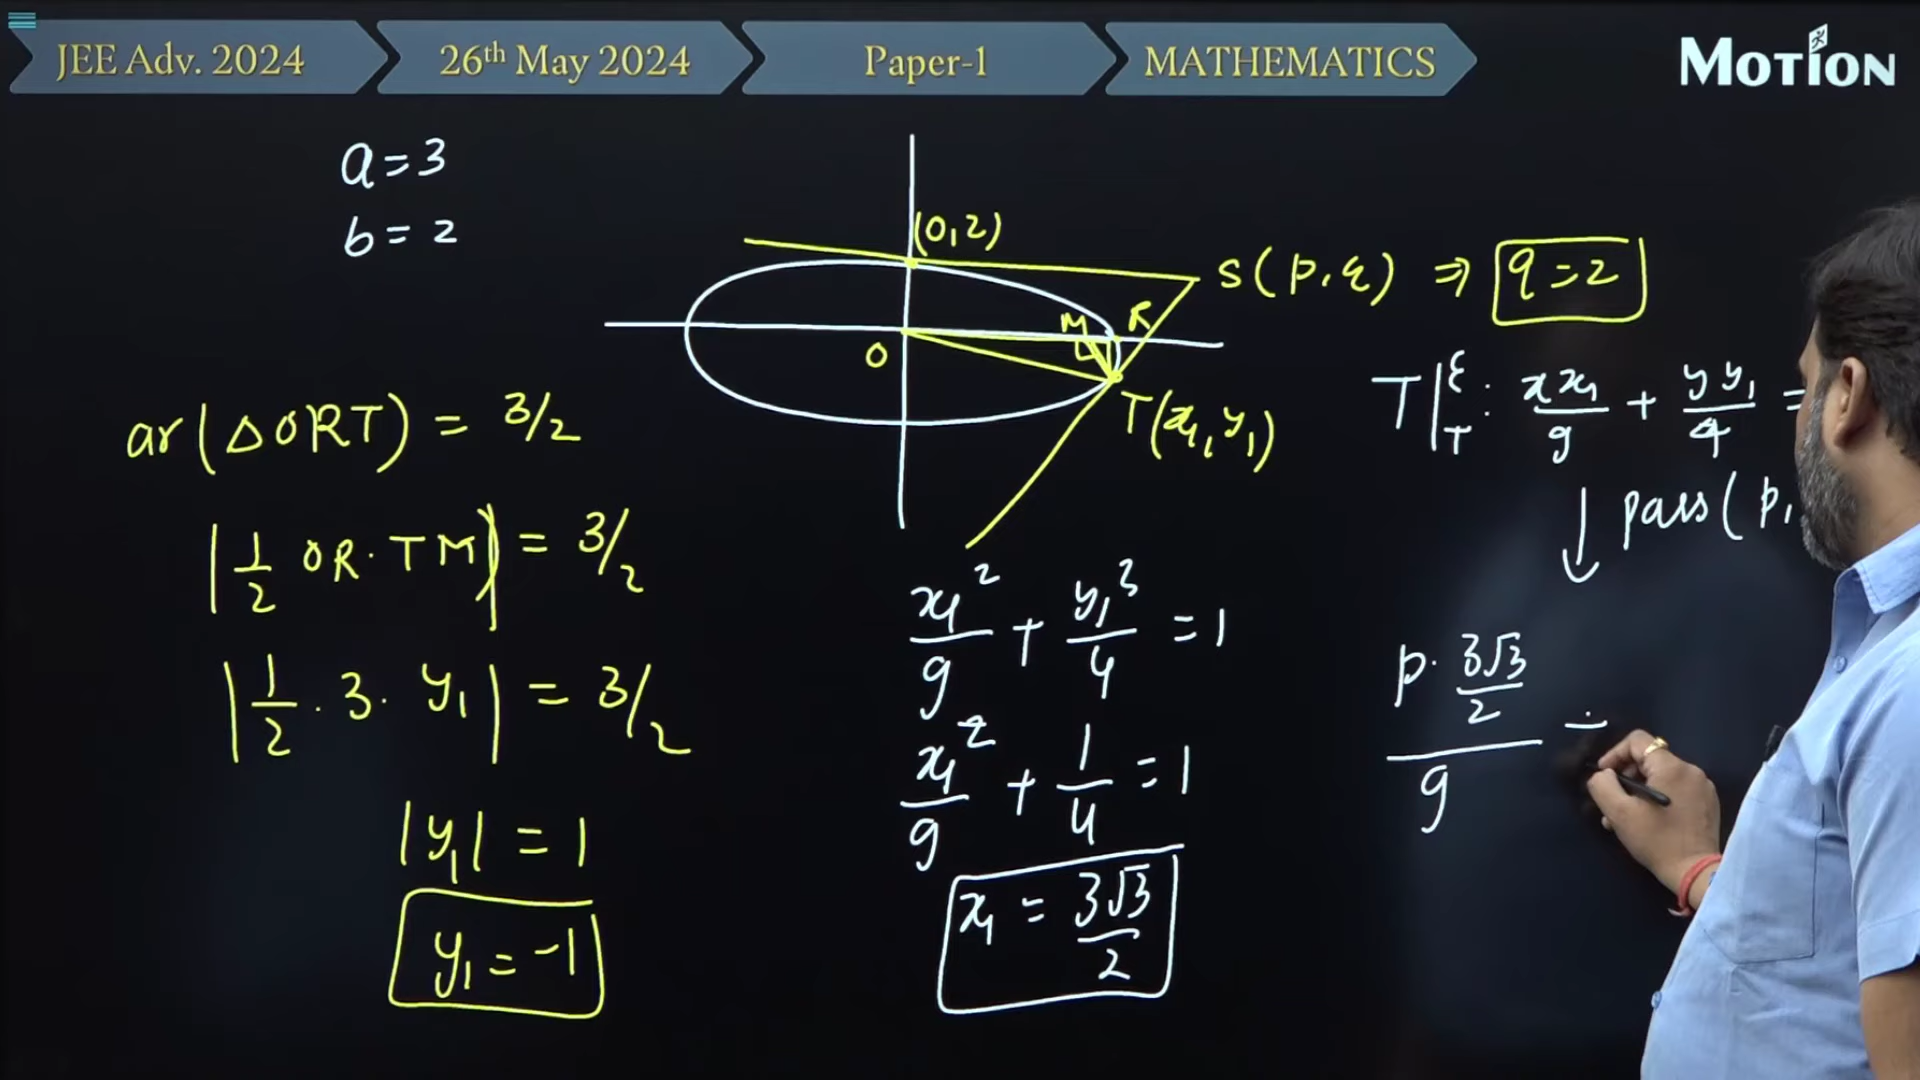 JEE Adv. 2024
26th May 2024
Paper-1
MATHEMATICS
MOTION
a = 3
b = 2
(0,2)
S(p,q) ⇒ q = 2
M R
O
T(x₁, y₁)
T|ᴱ_T : xx₁/9 + yy₁/4 =
↓ pass(p,
ar(ΔORT) = 3/2
|1/2 OR · TM| = 3/2
|1/2 · 3 · y₁| = 3/2
|y₁| = 1
y₁ = -1
x₁²/9 + y₁³/4 = 1
x₁²/9 + 1/4 = 1
x₁ = 3√3/2
p · 3√3/2
9